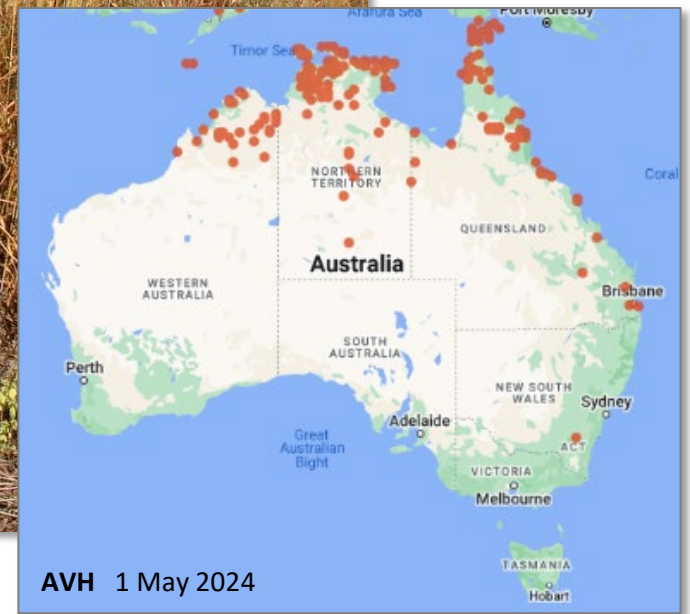 Arafura Sea
Port Moresby
Timor Sea
Coral
NORTHERN
TERRITORY
QUEENSLAND
Australia
WESTERN
AUSTRALIA
Brisbane
SOUTH
AUSTRALIA
Perth
NEW SOUTH
WALES
Sydney
Adelaide
Great
Australian
Bight
ACT
VICTORIA
Melbourne
TASMANIA
Hobart
AVH 1 May 2024